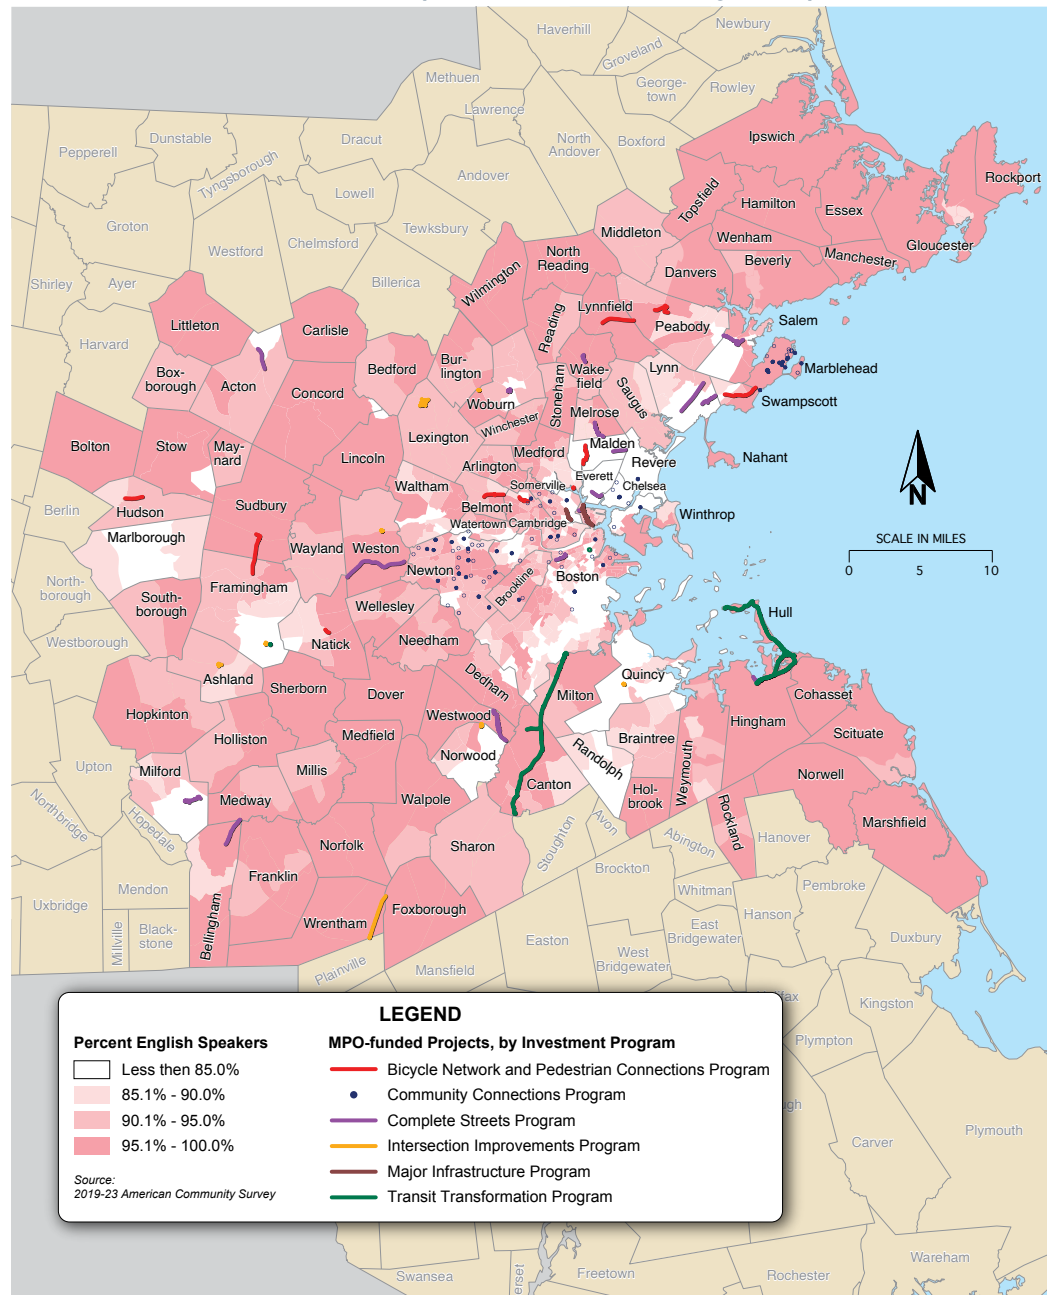 Haverhill
Newbury
Groveland
Methuen
George-
town
Rowley
Lawrence
Dunstable
Dracut
North
Andover
Boxford
Ipswich
Pepperell
Tyngsborough
Andover
Rockport
Lowell
Topsfield
Hamilton
Essex
Groton
Tewksbury
Middleton
Wenham
Gloucester
Westford
Chelmsford
North
Reading
Beverly
Manchester
Shirley
Ayer
Billerica
Wilmington
Danvers
Littleton
Carlisle
Lynnfield
Peabody
Salem
Harvard
Reading
Box-
borough
Acton
Concord
Bedford
Bur-
lington
Wake-
field
Lynn
Marblehead
Woburn
Stoneham
Saugus
Swampscott
Winchester
Melrose
Bolton
Stow
May-
nard
Lincoln
Lexington
Arlington
Medford
Malden
Revere
Nahant
N
Waltham
Somerville
Everett
Chelsea
Berlin
Hudson
Sudbury
Belmont
Winthrop
Marlborough
Watertown
Cambridge
SCALE IN MILES
0
5
10
Wayland
Weston
Newton
Brookline
Boston
North-
borough
Framingham
South-
borough
Wellesley
Hull
Westborough
Natick
Needham
Ashland
Sherborn
Dover
Dedham
Milton
Quincy
Cohasset
Hopkinton
Westwood
Hingham
Scituate
Holliston
Medfield
Norwood
Randolph
Braintree
Weymouth
Upton
Milford
Millis
Canton
Hol-
brook
Norwell
Northbridge
Hopedale
Medway
Walpole
Rockland
Marshfield
Norfolk
Sharon
Stoughton
Avon
Abington
Hanover
Mendon
Franklin
Brockton
Whitman
Pembroke
Uxbridge
Millville
Black-
stone
Bellingham
Wrentham
Foxborough
Easton
East
Bridgewater
Hanson
Duxbury
West
Bridgewater
Plainville
Mansfield
Kingston
Plympton
Carver
Plymouth
LEGEND
Percent English Speakers
Less then 85.0%
85.1% - 90.0%
90.1% - 95.0%
95.1% - 100.0%
Source:
2019-23 American Community Survey
MPO-funded Projects, by Investment Program
Bicycle Network and Pedestrian Connections Program
Community Connections Program
Complete Streets Program
Intersection Improvements Program
Major Infrastructure Program
Transit Transformation Program
Swansea
Freetown
Rochester
Wareham